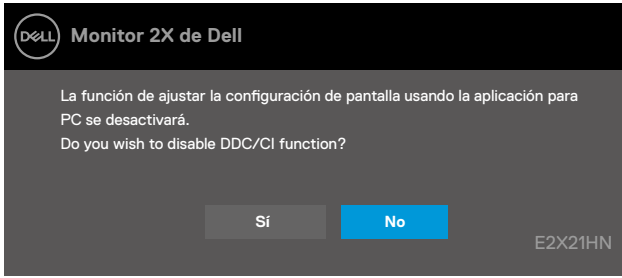 DELL Monitor 2X de Dell
La función de ajustar la configuración de pantalla usando la aplicación para
PC se desactivará.
Do you wish to disable DDC/CI function?
Sí No
E2X21HN